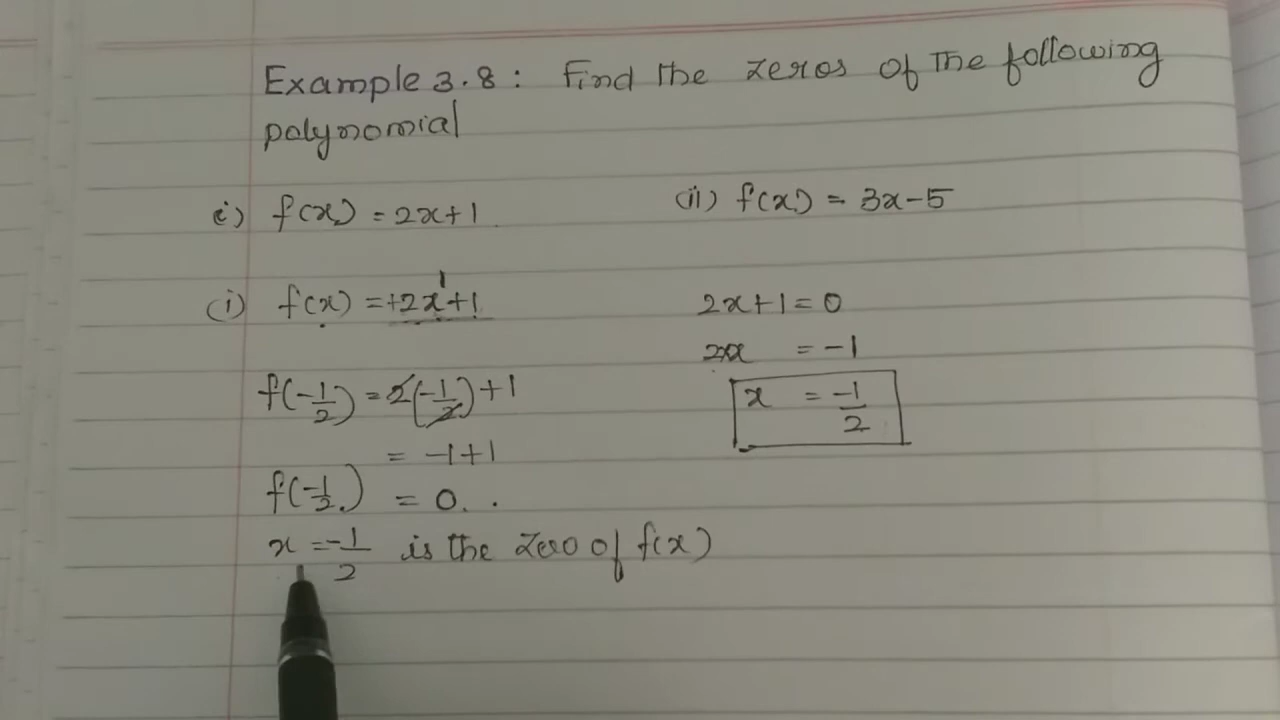 Example 3.8 : Find the zeros of the following
polynomial
(i) f(x) = 2x+1 (ii) f(x) = 3x-5
(i) f(x) = +2x¹+1 2x+1 = 0
2x = -1
f(-1/2) = 2(-1/2)+1 x = -1/2
= -1+1
f(-1/2) = 0.
x = -1/2 is the zero of f(x)